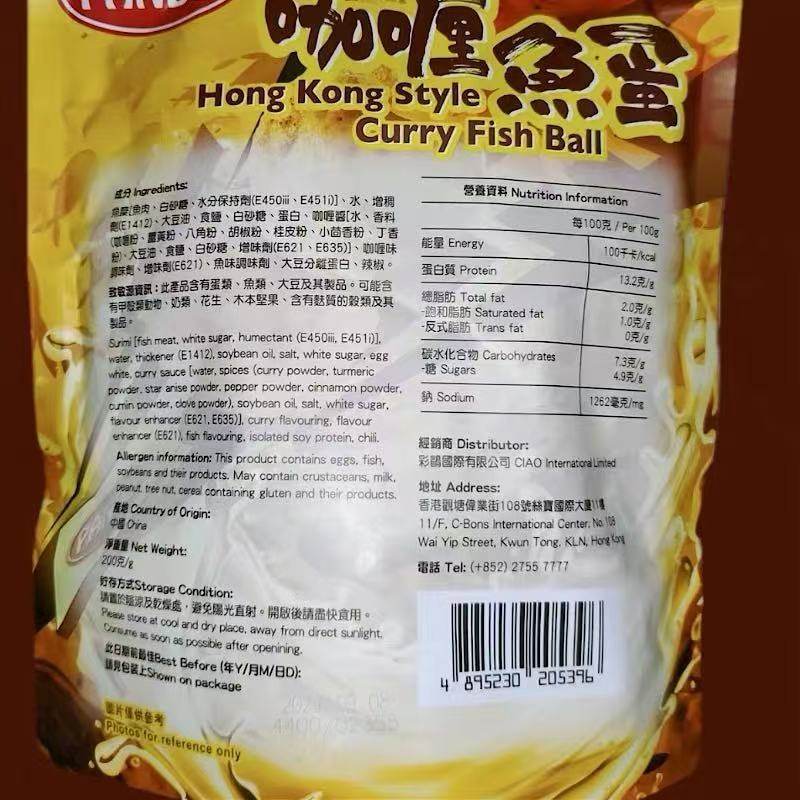 咖喱魚蛋
Hong Kong Style
Curry Fish Ball
成分 Ingredients:
魚漿[魚肉、白砂糖、水分保持劑(E450iii、E451i)]、水、增稠
劑(E1412)、大豆油、食鹽、白砂糖、蛋白、咖喱醬[水、香料
(咖喱粉、薑黃粉、八角粉、胡椒粉、桂皮粉、小茴香粉、丁香
粉)、大豆油、食鹽、白砂糖、增味劑(E621、E635)]、咖喱味
調味劑、增味劑(E621)、魚味調味劑、大豆分離蛋白、辣椒。
致敏源資訊：此產品含有蛋類、魚類、大豆及其製品。可能含
有甲殼類動物、奶類、花生、木本堅果、含有麩質的穀類及其
製品。
Surimi [fish meat, white sugar, humectant (E450iii, E451i)],
water, thickener (E1412), soybean oil, salt, white sugar, egg
white, curry sauce [water, spices (curry powder, turmeric
powder, star anise powder, pepper powder, cinnamon powder,
cumin powder, clove powder), soybean oil, salt, white sugar,
flavour enhancer (E621, E635)], curry flavouring, flavour
enhancer (E621), fish flavouring, isolated soy protein, chili.
Allergen information: This product contains eggs, fish,
soybeans and their products. May contain crustaceans, milk,
peanut, tree nut, cereal containing gluten and their products.
產地 Country of Origin:
中國 China
淨重量 Net Weight:
200克/g
貯存方式Storage Condition:
請置於陰涼及乾燥處，避免陽光直射。開啟後請盡快食用。
Please store at cool and dry place, away from direct sunlight.
Consume as soon as possible after openining.
此日期前最佳Best Before (年Y/月M/日D):
請見包裝上Shown on package
圖片僅供參考
Photos for reference only
營養資料 Nutrition Information
每100克 / Per 100g
能量 Energy 100千卡/kcal
蛋白質 Protein 13.2克/g
總脂肪 Total fat 2.0克/g
-飽和脂肪 Saturated fat 1.0克/g
-反式脂肪 Trans fat 0克/g
碳水化合物 Carbohydrates 7.3克/g
-糖 Sugars 4.9克/g
鈉 Sodium 1262毫克/mg
經銷商 Distributor:
彩鷗國際有限公司 CIAO International Limited
地址 Address:
香港觀塘偉業街108號絲寶國際大廈11樓
11/F, C-Bons International Center, No. 108
Wai Yip Street, Kwun Tong, KLN, Hong Kong
電話 Tel: (+852) 2755 7777
4 895230 205396